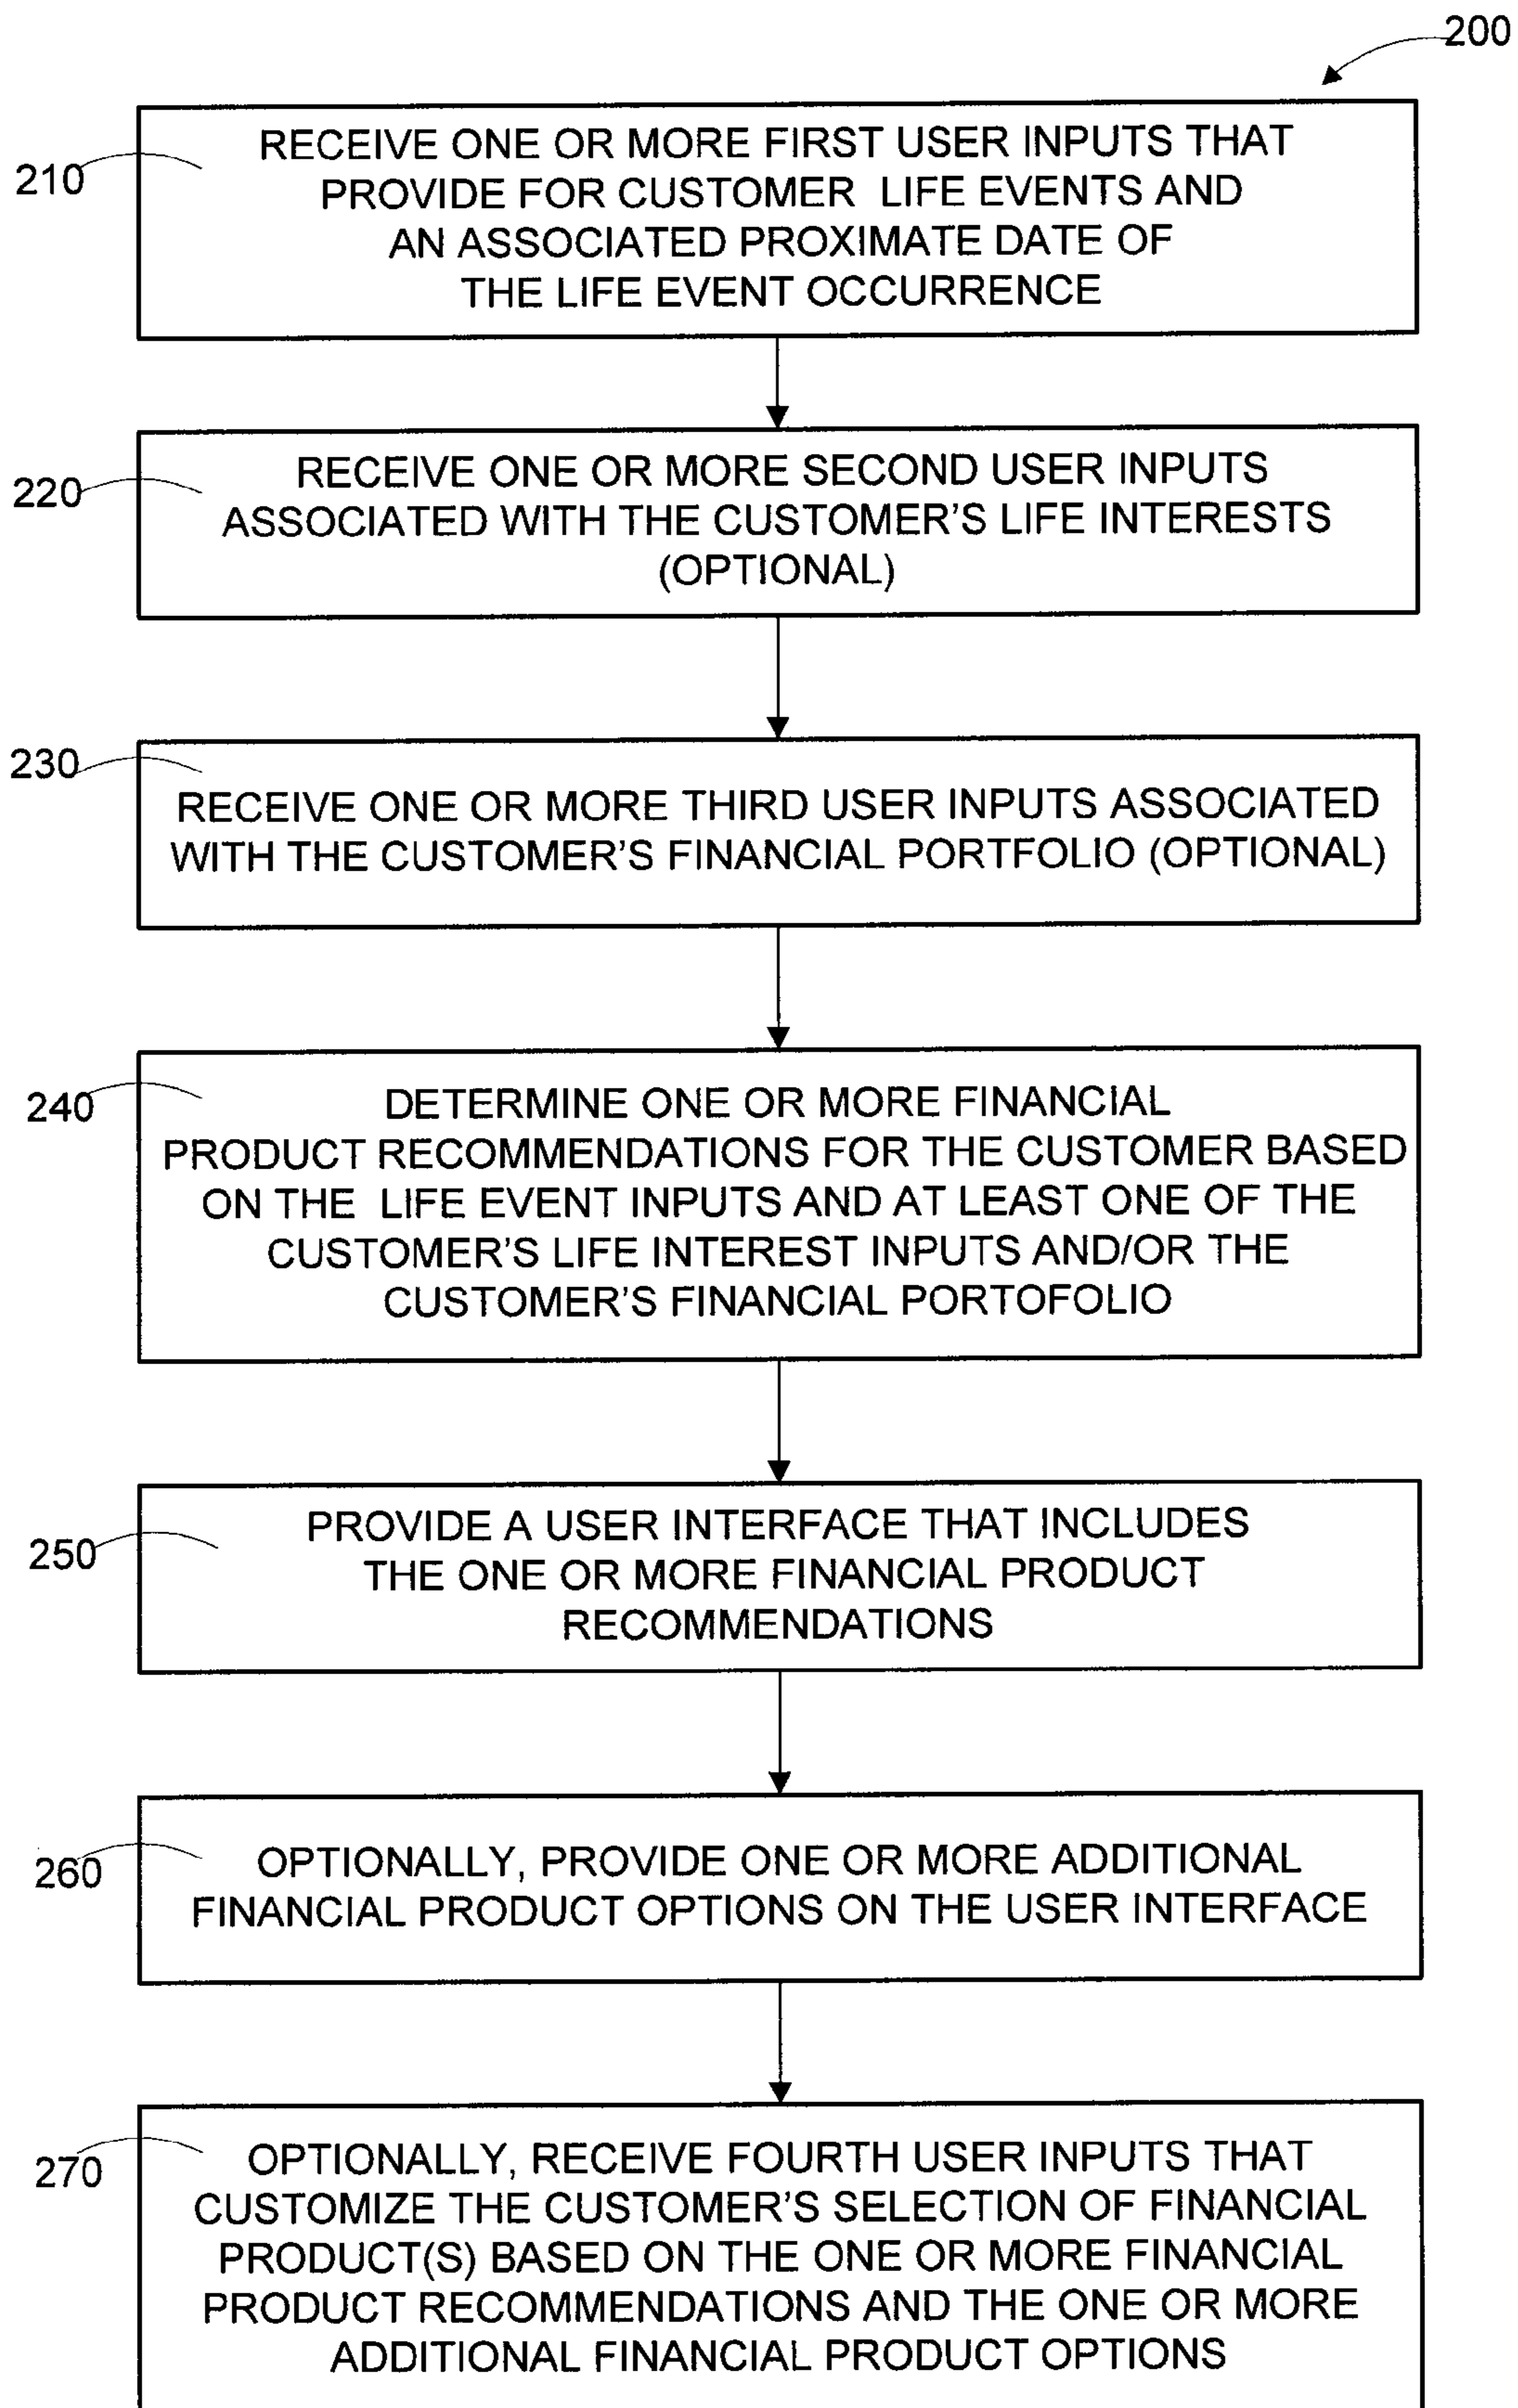 200
210
RECEIVE ONE OR MORE FIRST USER INPUTS THAT
PROVIDE FOR CUSTOMER LIFE EVENTS AND
AN ASSOCIATED PROXIMATE DATE OF
THE LIFE EVENT OCCURRENCE
220
RECEIVE ONE OR MORE SECOND USER INPUTS
ASSOCIATED WITH THE CUSTOMER'S LIFE INTERESTS
(OPTIONAL)
230
RECEIVE ONE OR MORE THIRD USER INPUTS ASSOCIATED
WITH THE CUSTOMER'S FINANCIAL PORTFOLIO (OPTIONAL)
240
DETERMINE ONE OR MORE FINANCIAL
PRODUCT RECOMMENDATIONS FOR THE CUSTOMER BASED
ON THE LIFE EVENT INPUTS AND AT LEAST ONE OF THE
CUSTOMER'S LIFE INTEREST INPUTS AND/OR THE
CUSTOMER'S FINANCIAL PORTOFOLIO
250
PROVIDE A USER INTERFACE THAT INCLUDES
THE ONE OR MORE FINANCIAL PRODUCT
RECOMMENDATIONS
260
OPTIONALLY, PROVIDE ONE OR MORE ADDITIONAL
FINANCIAL PRODUCT OPTIONS ON THE USER INTERFACE
270
OPTIONALLY, RECEIVE FOURTH USER INPUTS THAT
CUSTOMIZE THE CUSTOMER'S SELECTION OF FINANCIAL
PRODUCT(S) BASED ON THE ONE OR MORE FINANCIAL
PRODUCT RECOMMENDATIONS AND THE ONE OR MORE
ADDITIONAL FINANCIAL PRODUCT OPTIONS